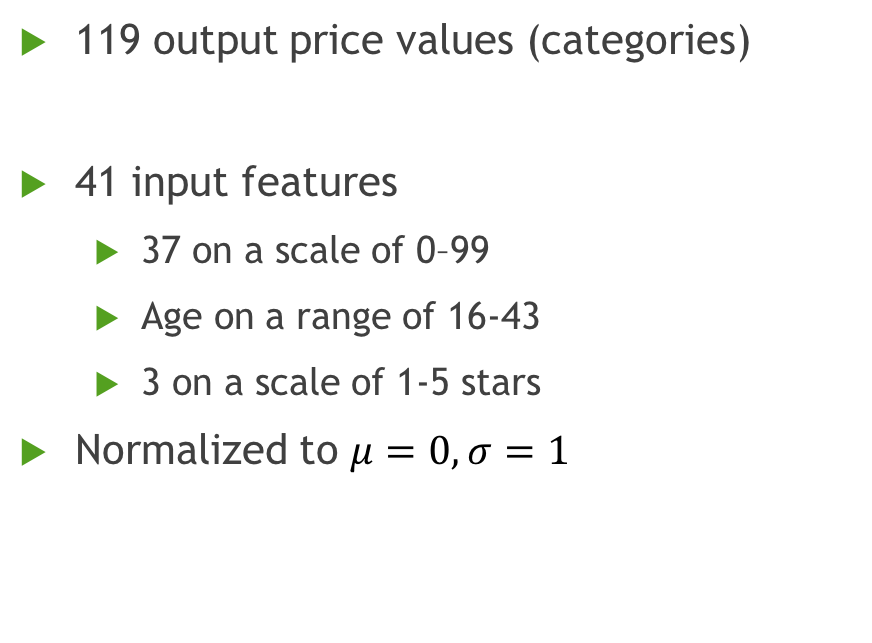 119 output price values (categories)
41 input features
37 on a scale of 0–99
Age on a range of 16-43
3 on a scale of 1-5 stars
Normalized to 𝜇 = 0, 𝜎 = 1